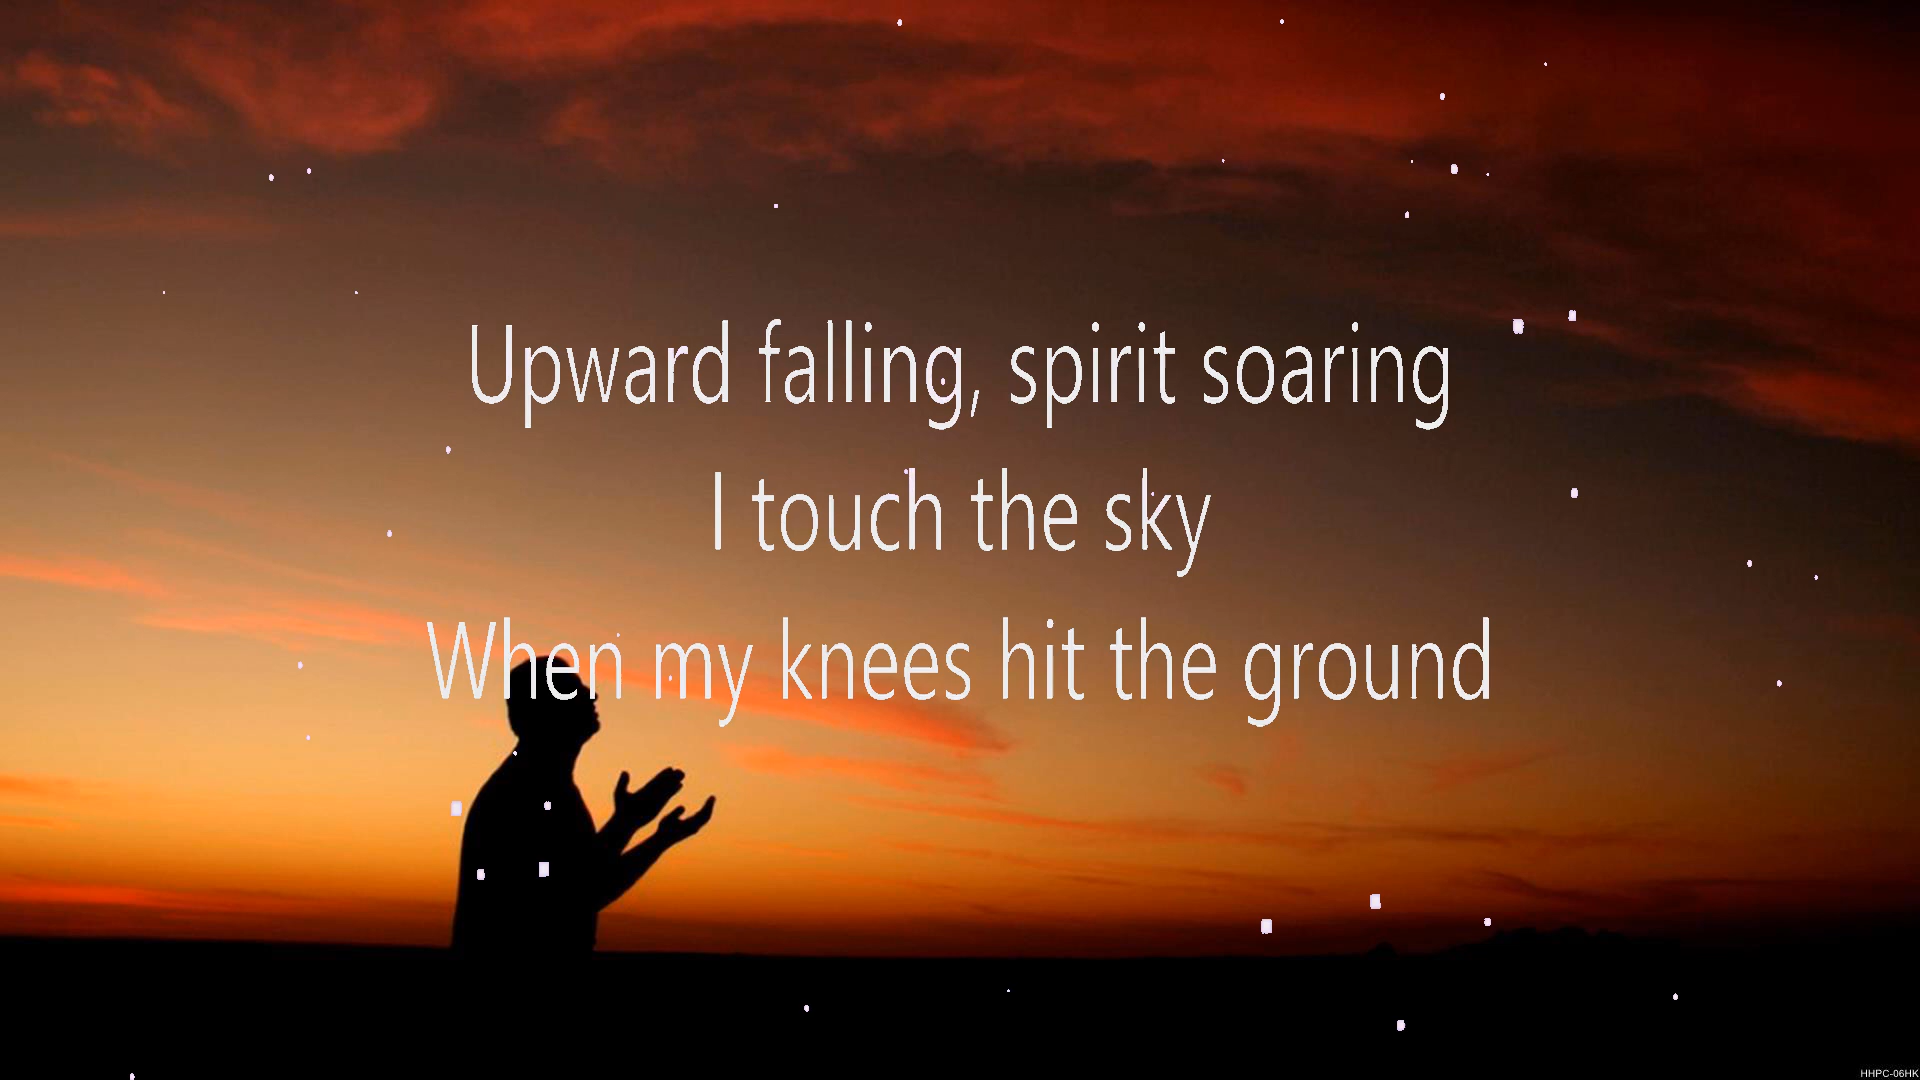 Upward falling, spirit soaring
I touch the sky
When my knees hit the ground
HHPC-06HK